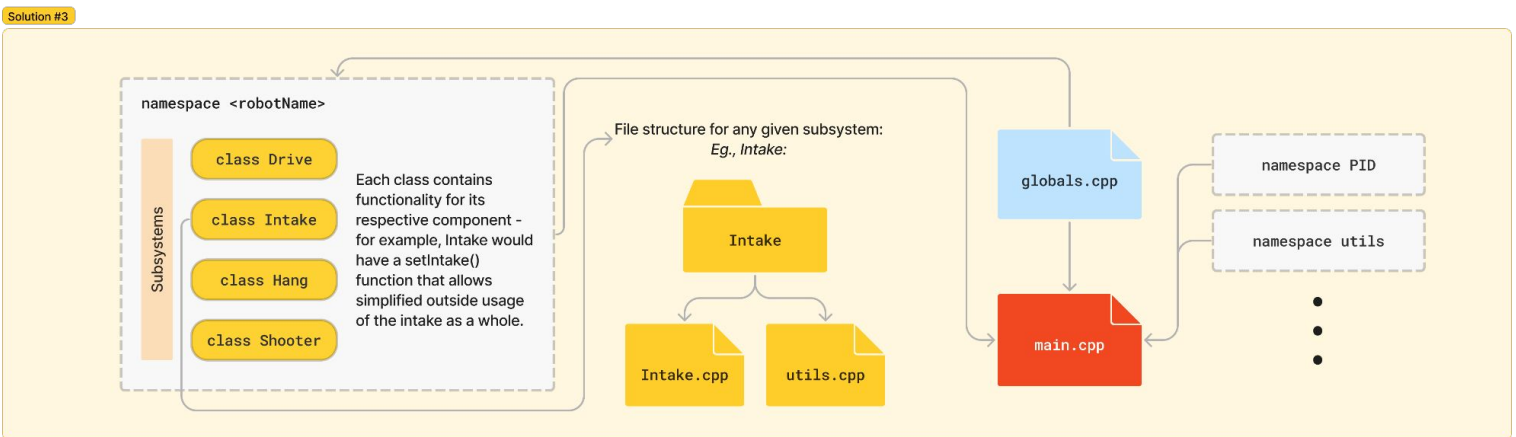 Solution #3
namespace <robotName>
Subsystems
class Drive
class Intake
class Hang
class Shooter
Each class contains
functionality for its
respective component -
for example, Intake would
have a setIntake()
function that allows
simplified outside usage
of the intake as a whole.
File structure for any given subsystem:
Eg., Intake:
Intake
Intake.cpp
utils.cpp
globals.cpp
main.cpp
namespace PID
namespace utils